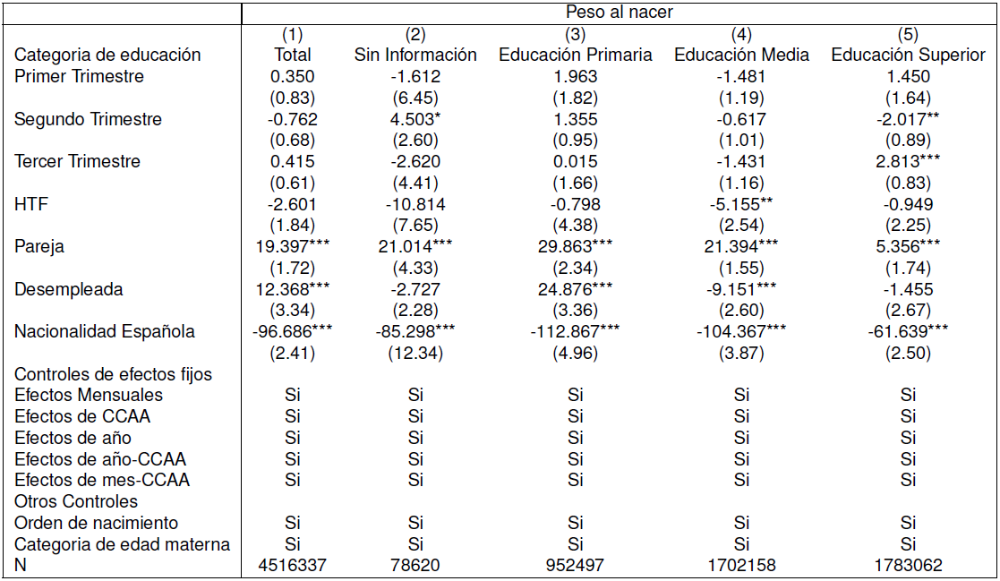 Peso al nacer
(1) (2) (3) (4) (5)
Categoria de educación Total Sin Información Educación Primaria Educación Media Educación Superior
Primer Trimestre 0.350 -1.612 1.963 -1.481 1.450
(0.83) (6.45) (1.82) (1.19) (1.64)
Segundo Trimestre -0.762 4.503* 1.355 -0.617 -2.017**
(0.68) (2.60) (0.95) (1.01) (0.89)
Tercer Trimestre 0.415 -2.620 0.015 -1.431 2.813***
(0.61) (4.41) (1.66) (1.16) (0.83)
HTF -2.601 -10.814 -0.798 -5.155** -0.949
(1.84) (7.65) (4.38) (2.54) (2.25)
Pareja 19.397*** 21.014*** 29.863*** 21.394*** 5.356***
(1.72) (4.33) (2.34) (1.55) (1.74)
Desempleada 12.368*** -2.727 24.876*** -9.151*** -1.455
(3.34) (2.28) (3.36) (2.60) (2.67)
Nacionalidad Española -96.686*** -85.298*** -112.867*** -104.367*** -61.639***
(2.41) (12.34) (4.96) (3.87) (2.50)
Controles de efectos fijos
Efectos Mensuales Si Si Si Si Si
Efectos de CCAA Si Si Si Si Si
Efectos de año Si Si Si Si Si
Efectos de año-CCAA Si Si Si Si Si
Efectos de mes-CCAA Si Si Si Si Si
Otros Controles
Orden de nacimiento Si Si Si Si Si
Categoria de edad materna Si Si Si Si Si
N 4516337 78620 952497 1702158 1783062